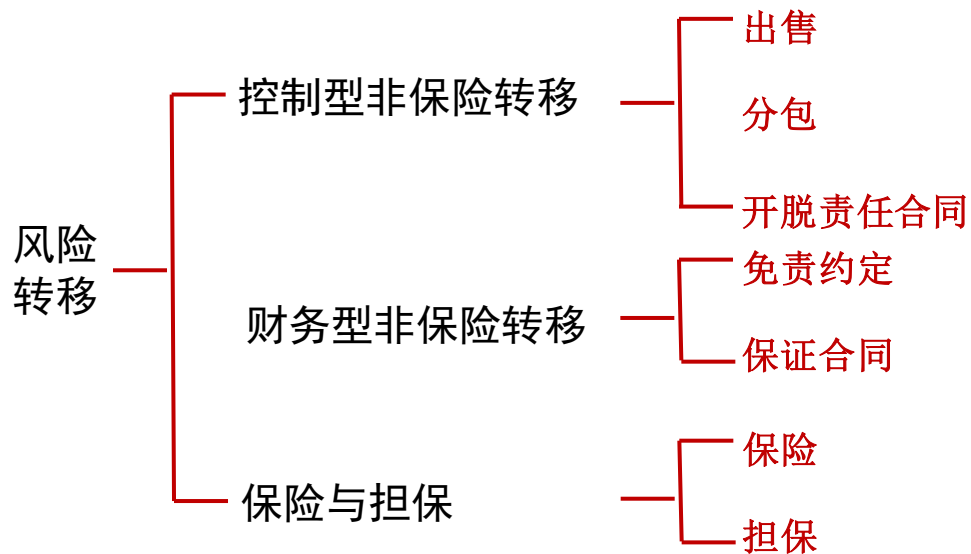 风险
转移
控制型非保险转移
出售
分包
开脱责任合同
财务型非保险转移
免责约定
保证合同
保险与担保
保险
担保